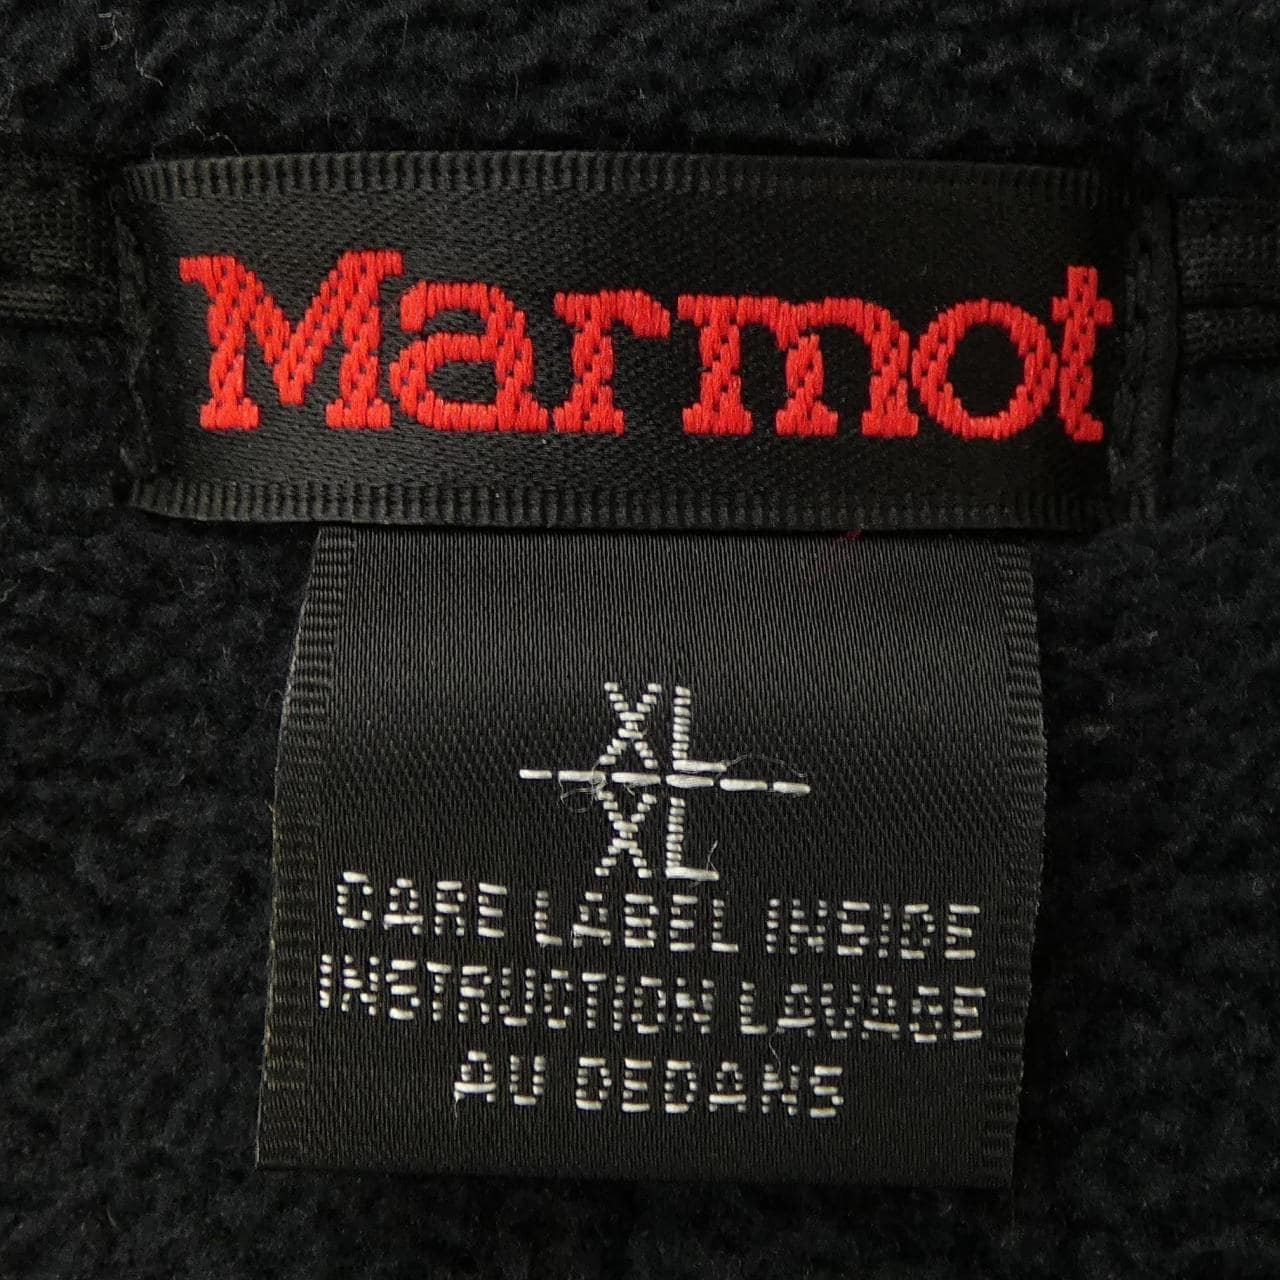 Marmot
XL
XL
CARE LABEL INSIDE
INSTRUCTION LAVAGE
AU DEDANS